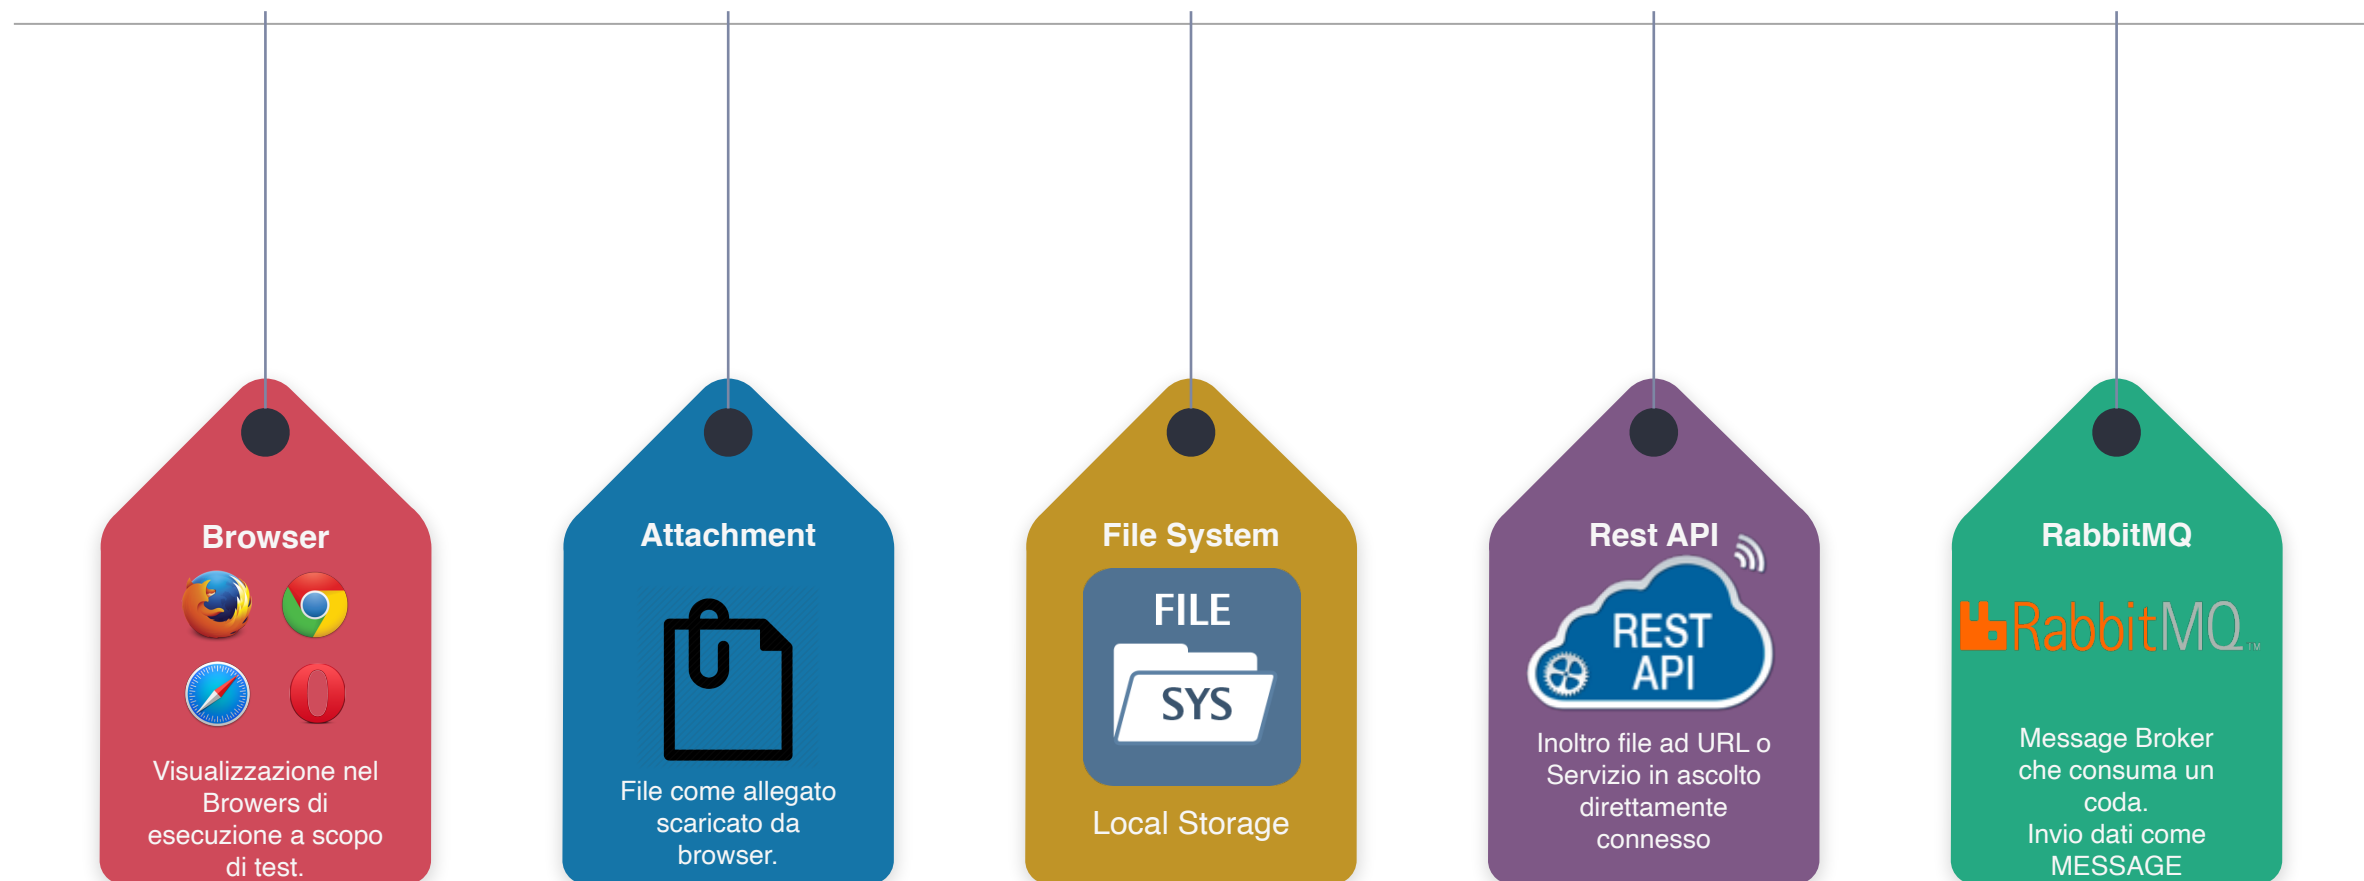 Browser
Visualizzazione nel
Browers di
esecuzione a scopo
di test.
Attachment
File come allegato
scaricato da
browser.
File System
FILE
SYS
Local Storage
Rest API
REST
API
Inoltro file ad URL o
Servizio in ascolto
direttamente
connesso
RabbitMQ
RabbitMQ™
Message Broker
che consuma un
coda.
Invio dati come
MESSAGE